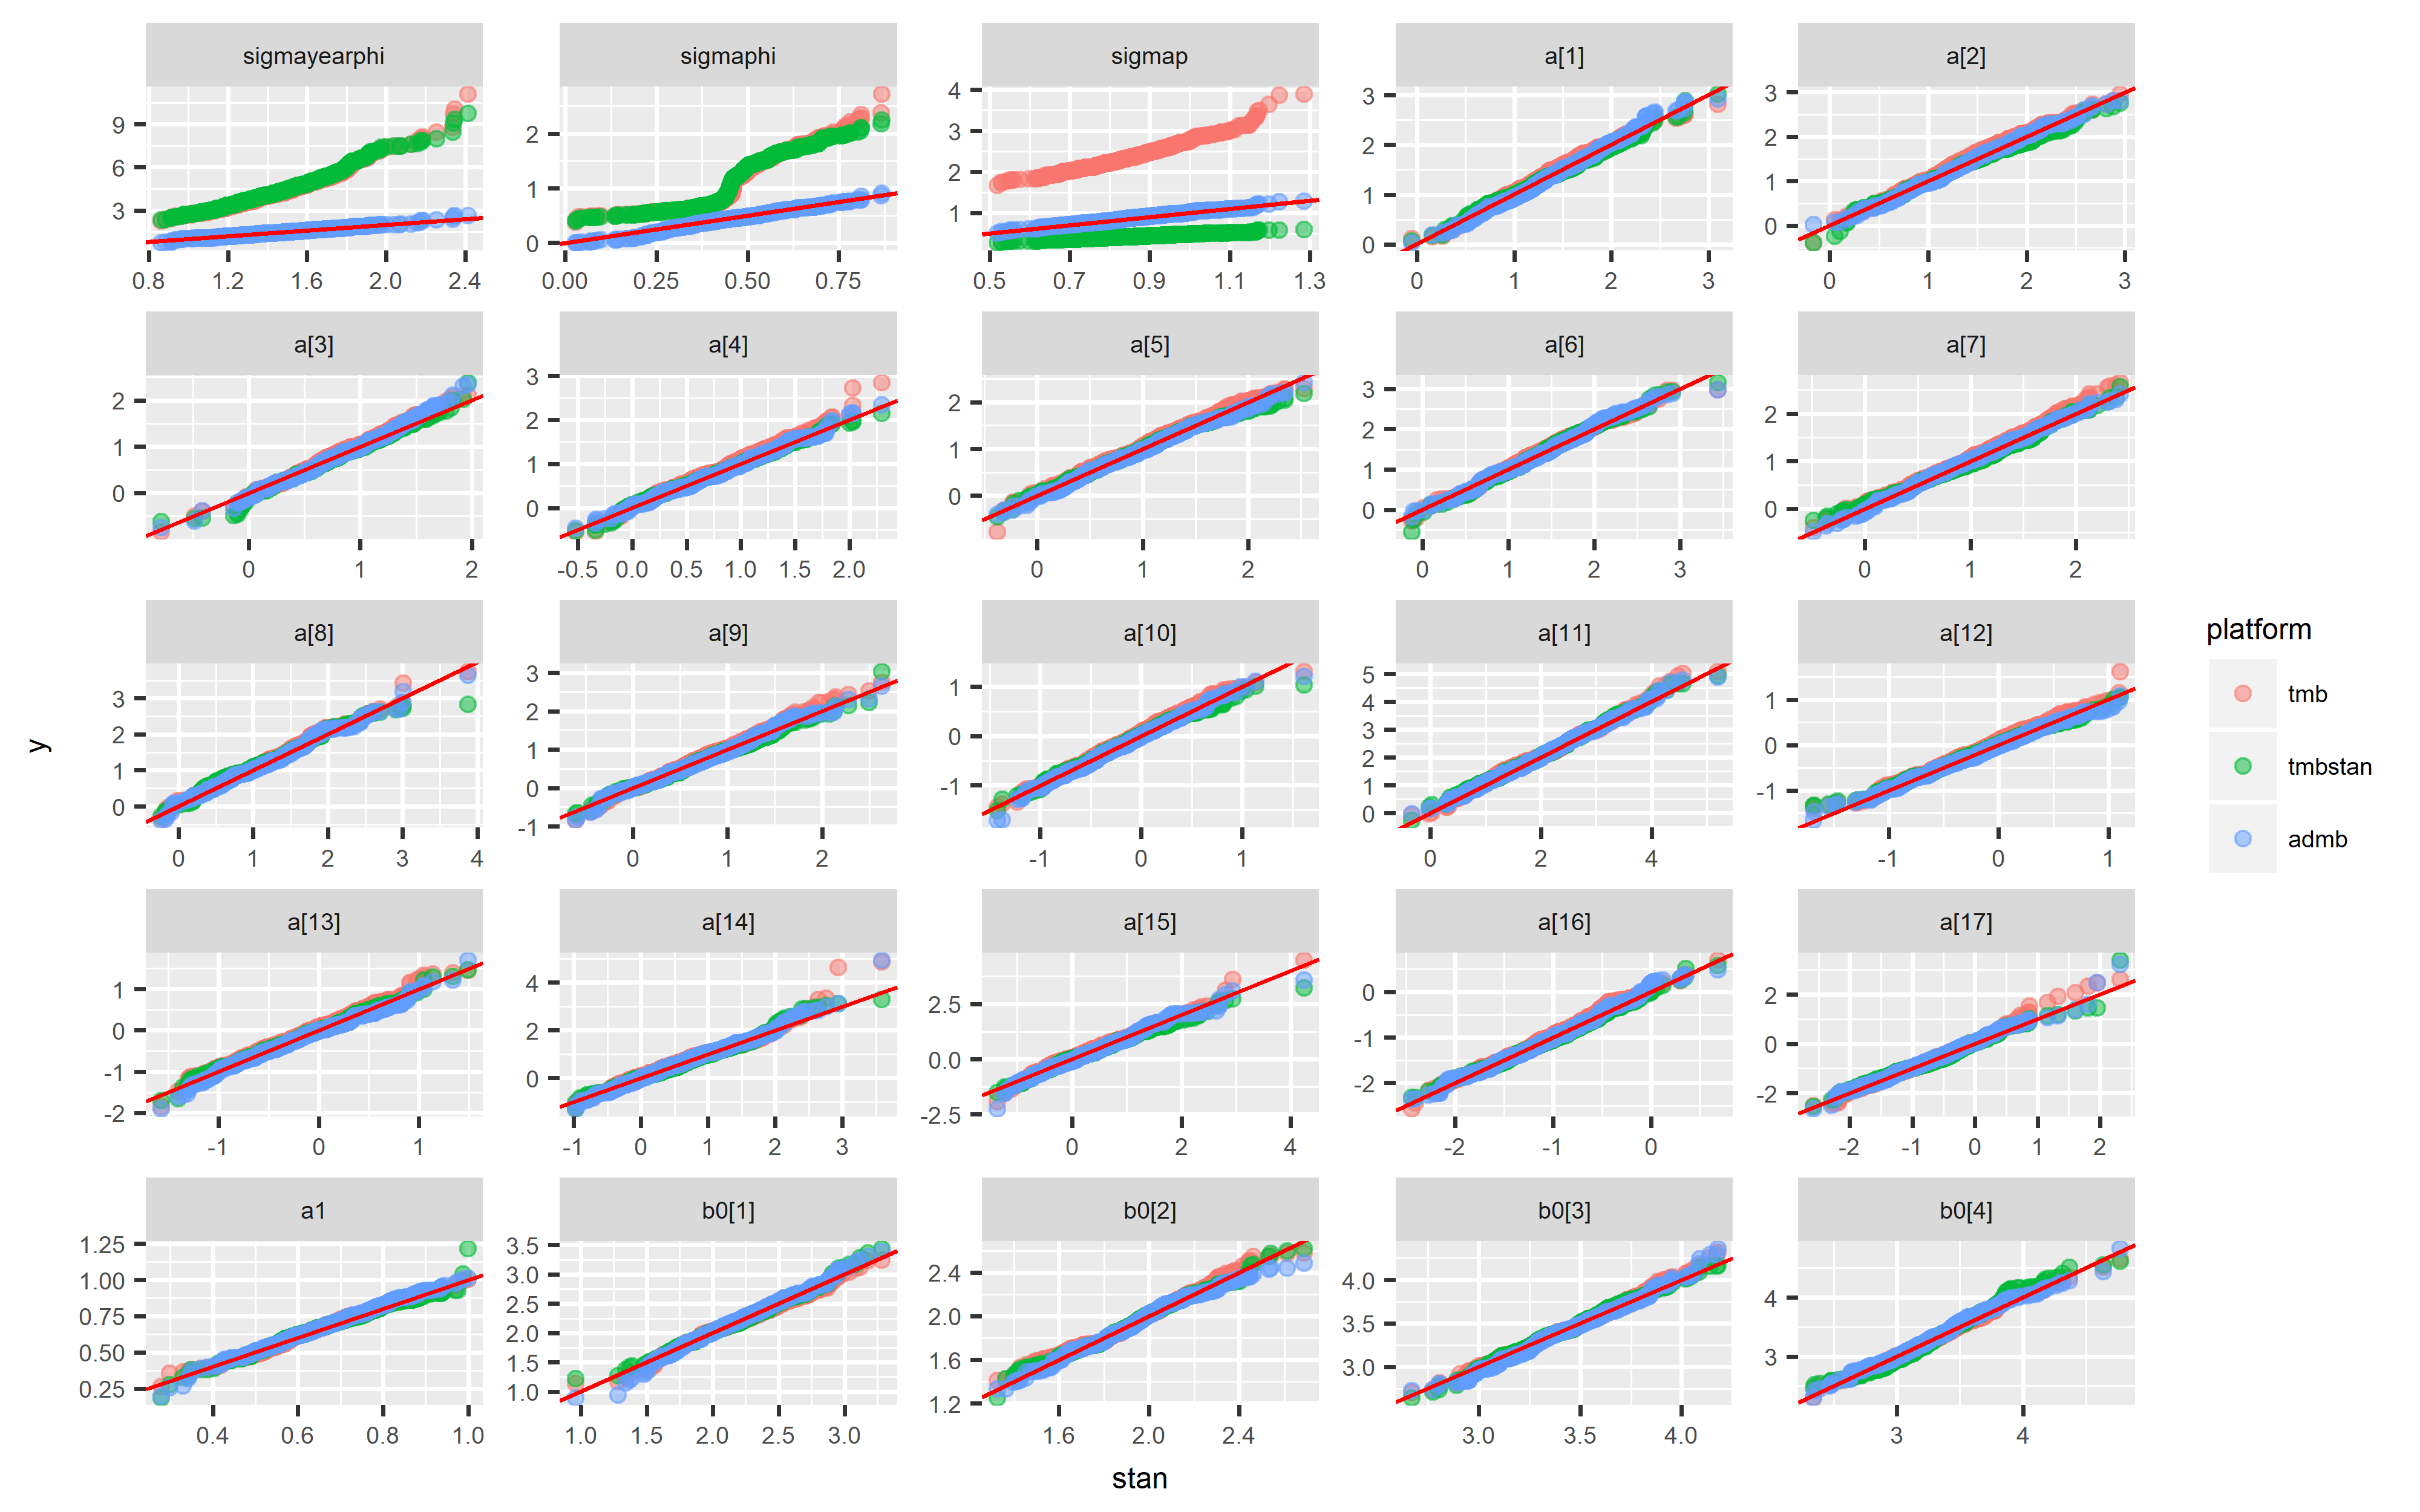 sigmayearphi sigmaphi sigmap a[1] a[2]
9 6 3
2 1 0
4 3 2 1
3 2 1 0
3 2 1 0
0.8 1.2 1.6 2.0 2.4 0.00 0.25 0.50 0.75 0.5 0.7 0.9 1.1 1.3 0 1 2 3 0 1 2 3
a[3] a[4] a[5] a[6] a[7]
2 1 0
3 2 1 0
2 1 0
3 2 1 0
2 1 0
0 1 2 -0.5 0.0 0.5 1.0 1.5 2.0 0 1 2 0 1 2 3 0 1 2
a[8] a[9] a[10] a[11] a[12]
3 2 1 0
3 2 1 0 -1
1 0 -1
5 4 3 2 1 0
1 0 -1
0 1 2 3 4 0 1 2 -1 0 1 0 2 4 -1 0 1
a[13] a[14] a[15] a[16] a[17]
1 0 -1 -2
4 2 0
2.5 0.0 -2.5
0 -1 -2
2 0 -2
-1 0 1 -1 0 1 2 3 0 2 4 -2 -1 0 -2 -1 0 1 2
a1 b0[1] b0[2] b0[3] b0[4]
1.25 1.00 0.75 0.50 0.25
3.5 3.0 2.5 2.0 1.5 1.0
2.4 2.0 1.6 1.2
4.0 3.5 3.0
4 3
0.4 0.6 0.8 1.0 1.0 1.5 2.0 2.5 3.0 1.6 2.0 2.4 3.0 3.5 4.0 3 4
stan
y
platform
tmb
tmbstan
admb